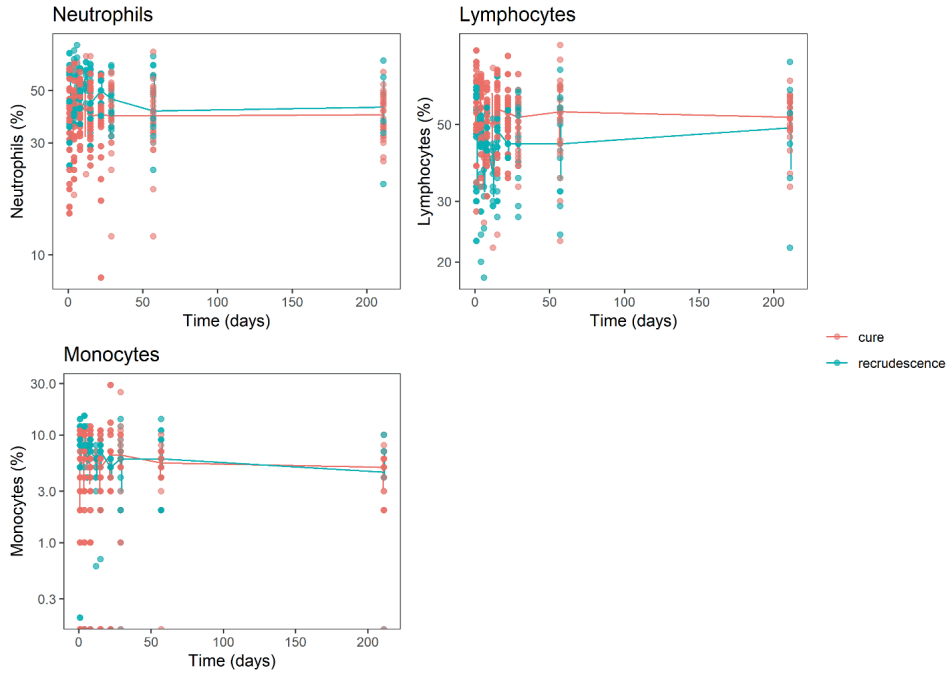 Neutrophils
Neutrophils (%)
50
30
10
0 50 100 150 200
Time (days)
Lymphocytes
Lymphocytes (%)
50
30
20
0 50 100 150 200
Time (days)
Monocytes
Monocytes (%)
30.0
10.0
3.0
1.0
0.3
0 50 100 150 200
Time (days)
cure
recrudescence